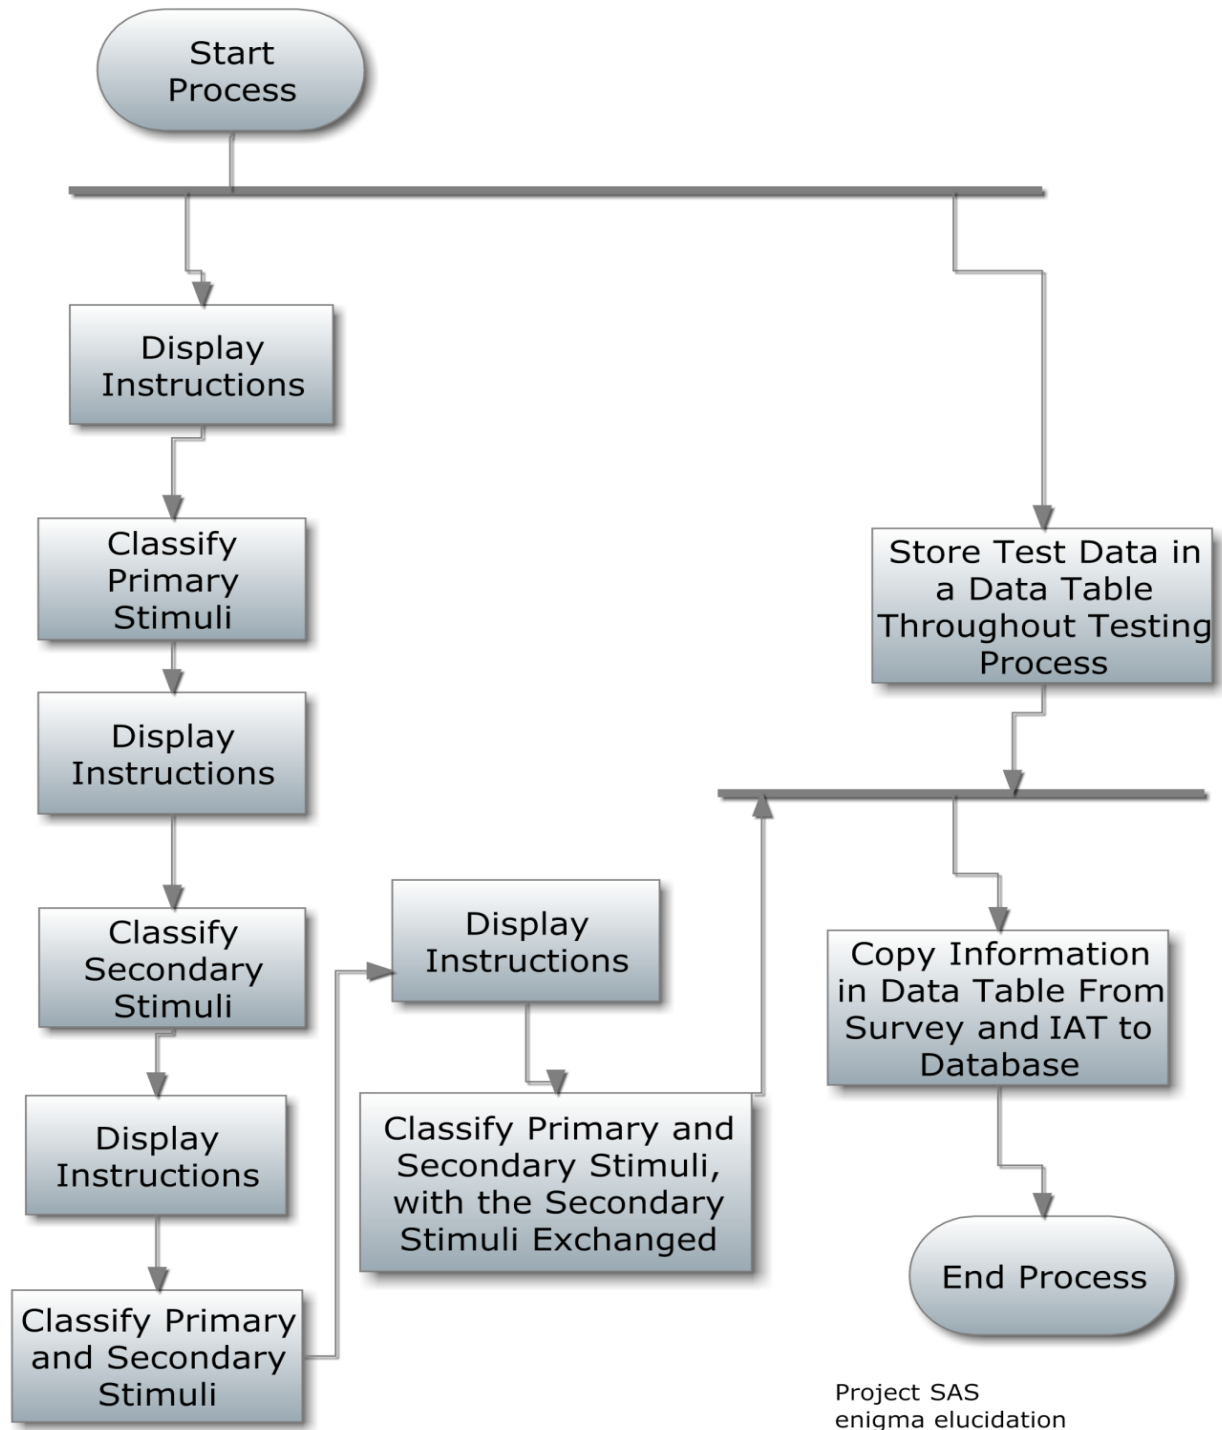 Start
Process
Display
Instructions
Classify
Primary
Stimuli
Display
Instructions
Classify
Secondary
Stimuli
Display
Instructions
Classify Primary
and Secondary
Stimuli
Display
Instructions
Classify Primary and
Secondary Stimuli,
with the Secondary
Stimuli Exchanged
Store Test Data in
a Data Table
Throughout Testing
Process
Copy Information
in Data Table From
Survey and IAT to
Database
End Process
Project SAS
enigma elucidation